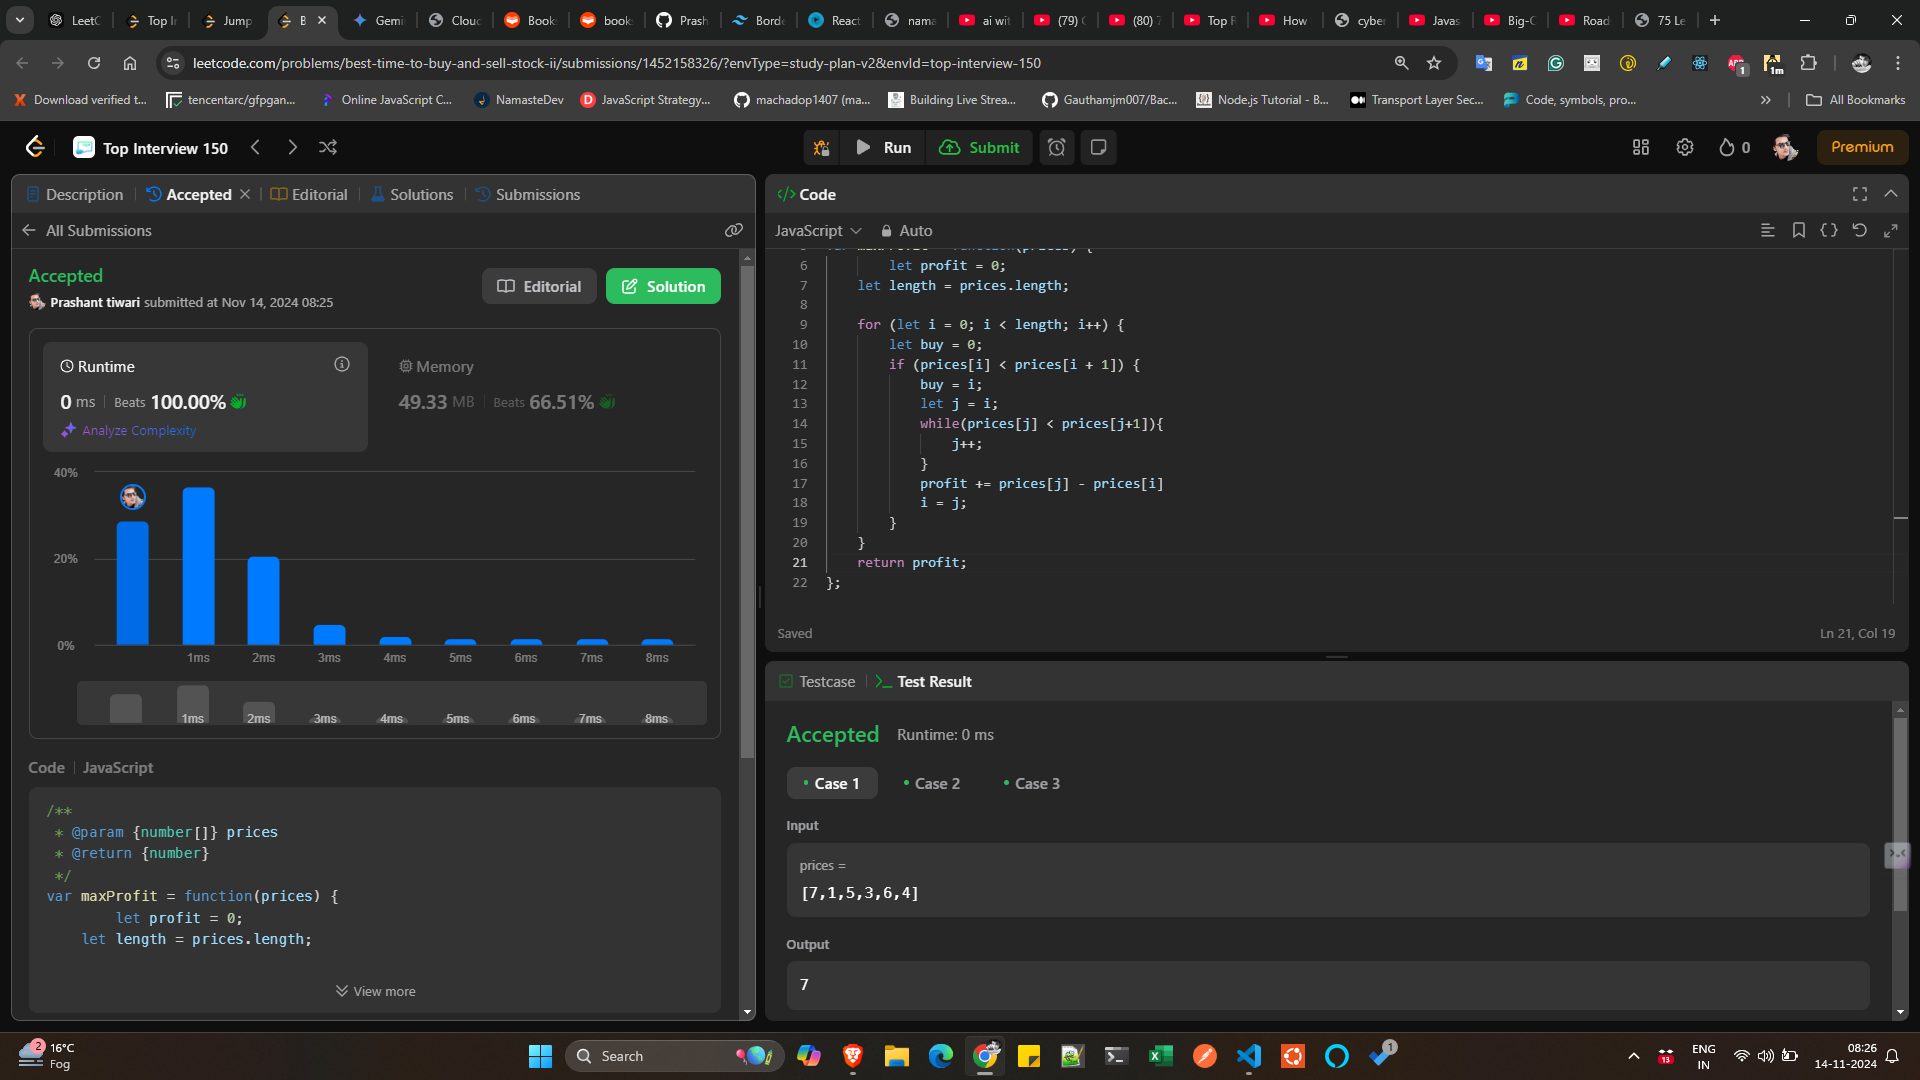 LeetC
Top In
Jump
B
Gemi
Clou
Book
book
Prash
Borde
React
nama
ai wit
(79) C
(80) 7
Top R
How
cyber
Javas
Big-C
Road
75 Le
leetcode.com/problems/best-time-to-buy-and-sell-stock-ii/submissions/1452158326/?envType=study-plan-v2&envId=top-interview-150
1
1m
Download verified t...
tencentarc/gfpgan...
Online JavaScript C...
NamasteDev
JavaScript Strategy...
machadop1407 (ma...
Building Live Strea...
Gauthamjm007/Bac...
Node.js Tutorial - B...
Transport Layer Sec...
Code, symbols, pro...
All Bookmarks
Top Interview 150
Run
Submit
0
Premium
Description
Accepted
Editorial
Solutions
Submissions
All Submissions
Accepted
Prashant tiwari submitted at Nov 14, 2024 08:25
Editorial
Solution
Runtime
0 ms | Beats 100.00%
Analyze Complexity
Memory
49.33 MB | Beats 66.51%
40%
20%
0%
1ms 2ms 3ms 4ms 5ms 6ms 7ms 8ms
1ms 2ms 3ms 4ms 5ms 6ms 7ms 8ms
Code | JavaScript
/**
* @param {number[]} prices
* @return {number}
*/
var maxProfit = function(prices) {
let profit = 0;
let length = prices.length;
View more
</> Code
JavaScript
Auto
6 let profit = 0;
7 let length = prices.length;
8
9 for (let i = 0; i < length; i++) {
10 let buy = 0;
11 if (prices[i] < prices[i + 1]) {
12 buy = i;
13 let j = i;
14 while(prices[j] < prices[j+1]){
15 j++;
16 }
17 profit += prices[j] - prices[i]
18 i = j;
19 }
20 }
21 return profit;
22 };
Saved
Ln 21, Col 19
Testcase
Test Result
Accepted Runtime: 0 ms
Case 1
Case 2
Case 3
Input
prices =
[7,1,5,3,6,4]
Output
7
2
16°C
Fog
Search
1
13
ENG
IN
08:26
14-11-2024